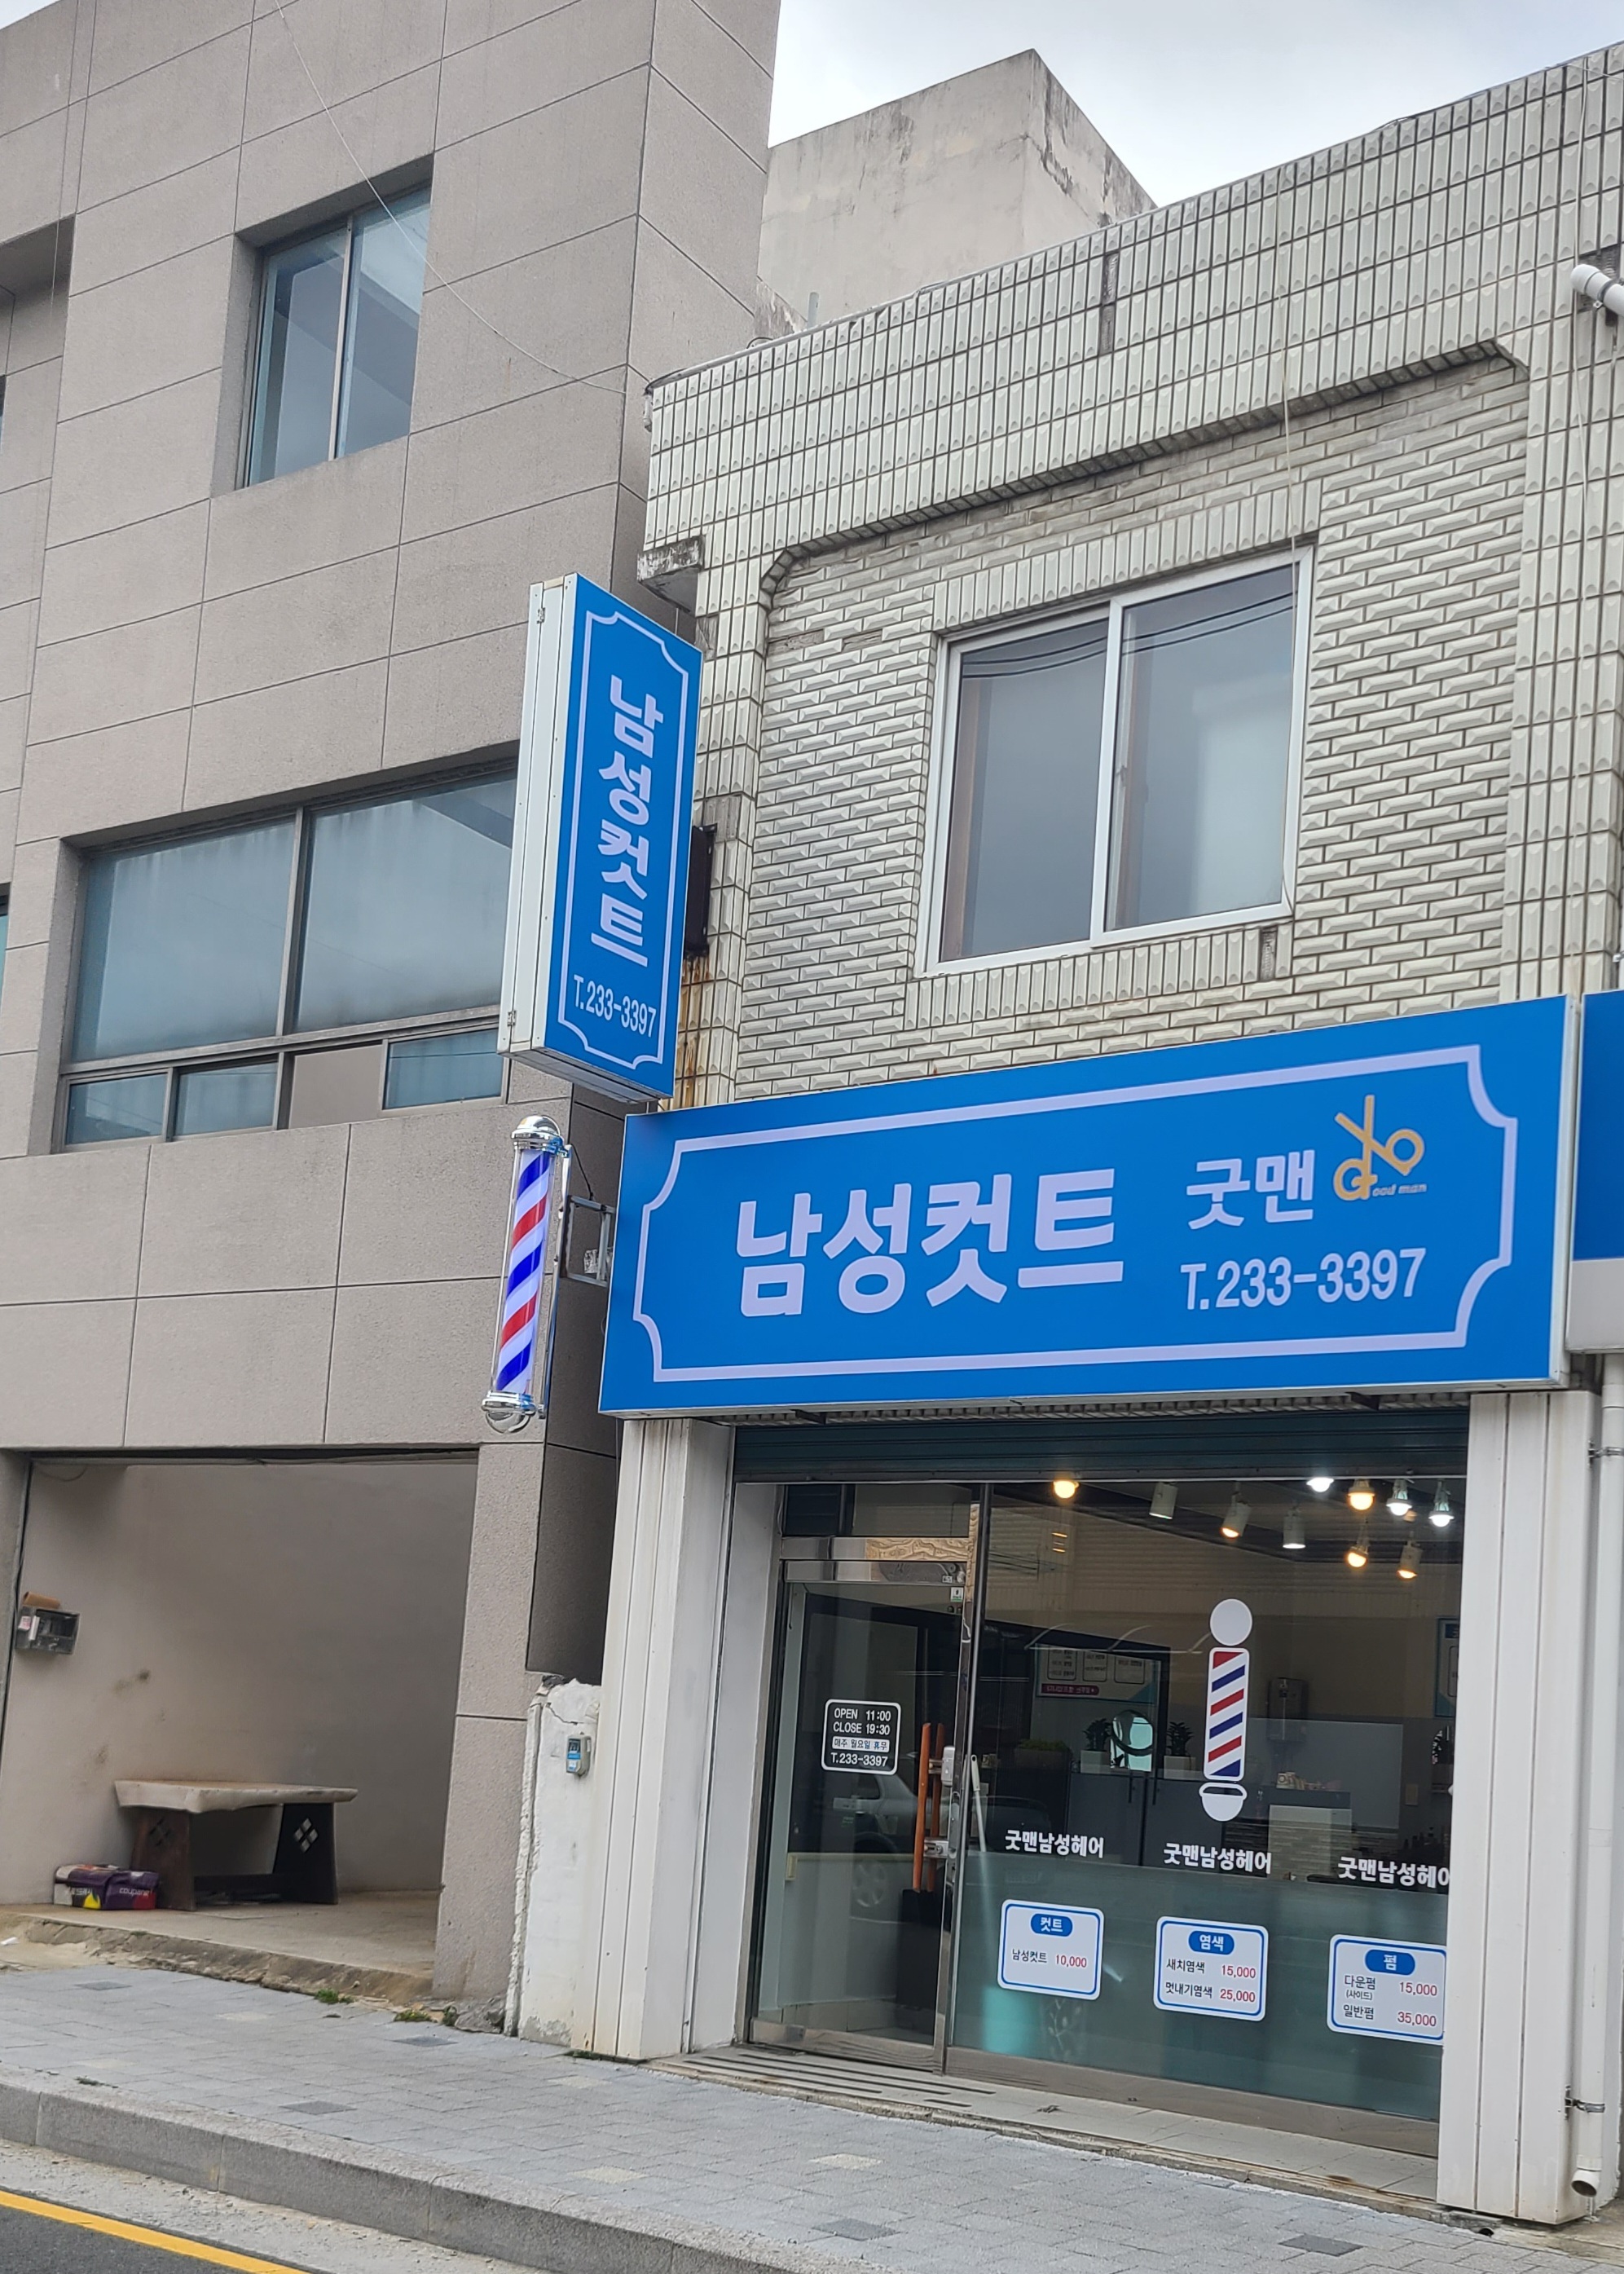 남성컷트
T.233-3397
남성컷트 굿맨
Good man
T.233-3397
OPEN 11:00
CLOSE 19:30
매주 월요일 휴무
T.233-3397
굿맨남성헤어
굿맨남성헤어
굿맨남성헤어
컷트
남성컷트 10,000
염색
새치염색 15,000
멋내기염색 25,000
펌
다운펌 15,000
(사이드)
일반펌 35,000
coupang